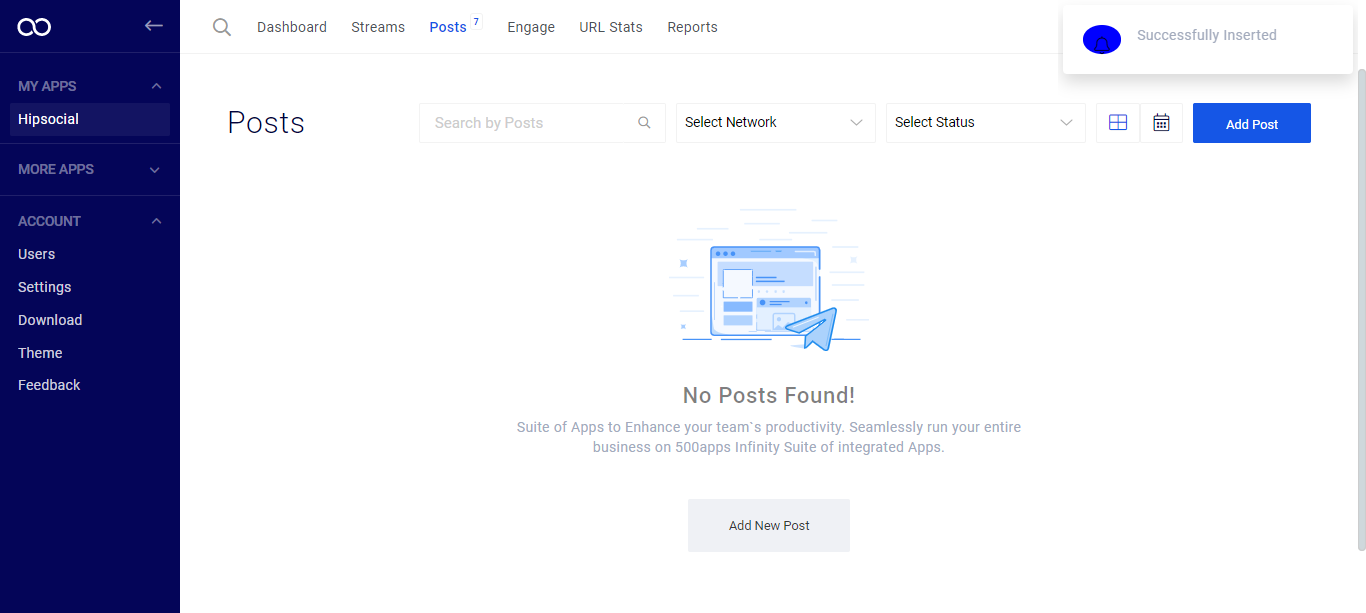 Dashboard
Streams
Posts 7
Engage
URL Stats
Reports
Successfully Inserted
MY APPS
Hipsocial
MORE APPS
ACCOUNT
Users
Settings
Download
Theme
Feedback
Posts
Search by Posts
Select Network
Select Status
Add Post
No Posts Found!
Suite of Apps to Enhance your team`s productivity. Seamlessly run your entire
business on 500apps Infinity Suite of integrated Apps.
Add New Post